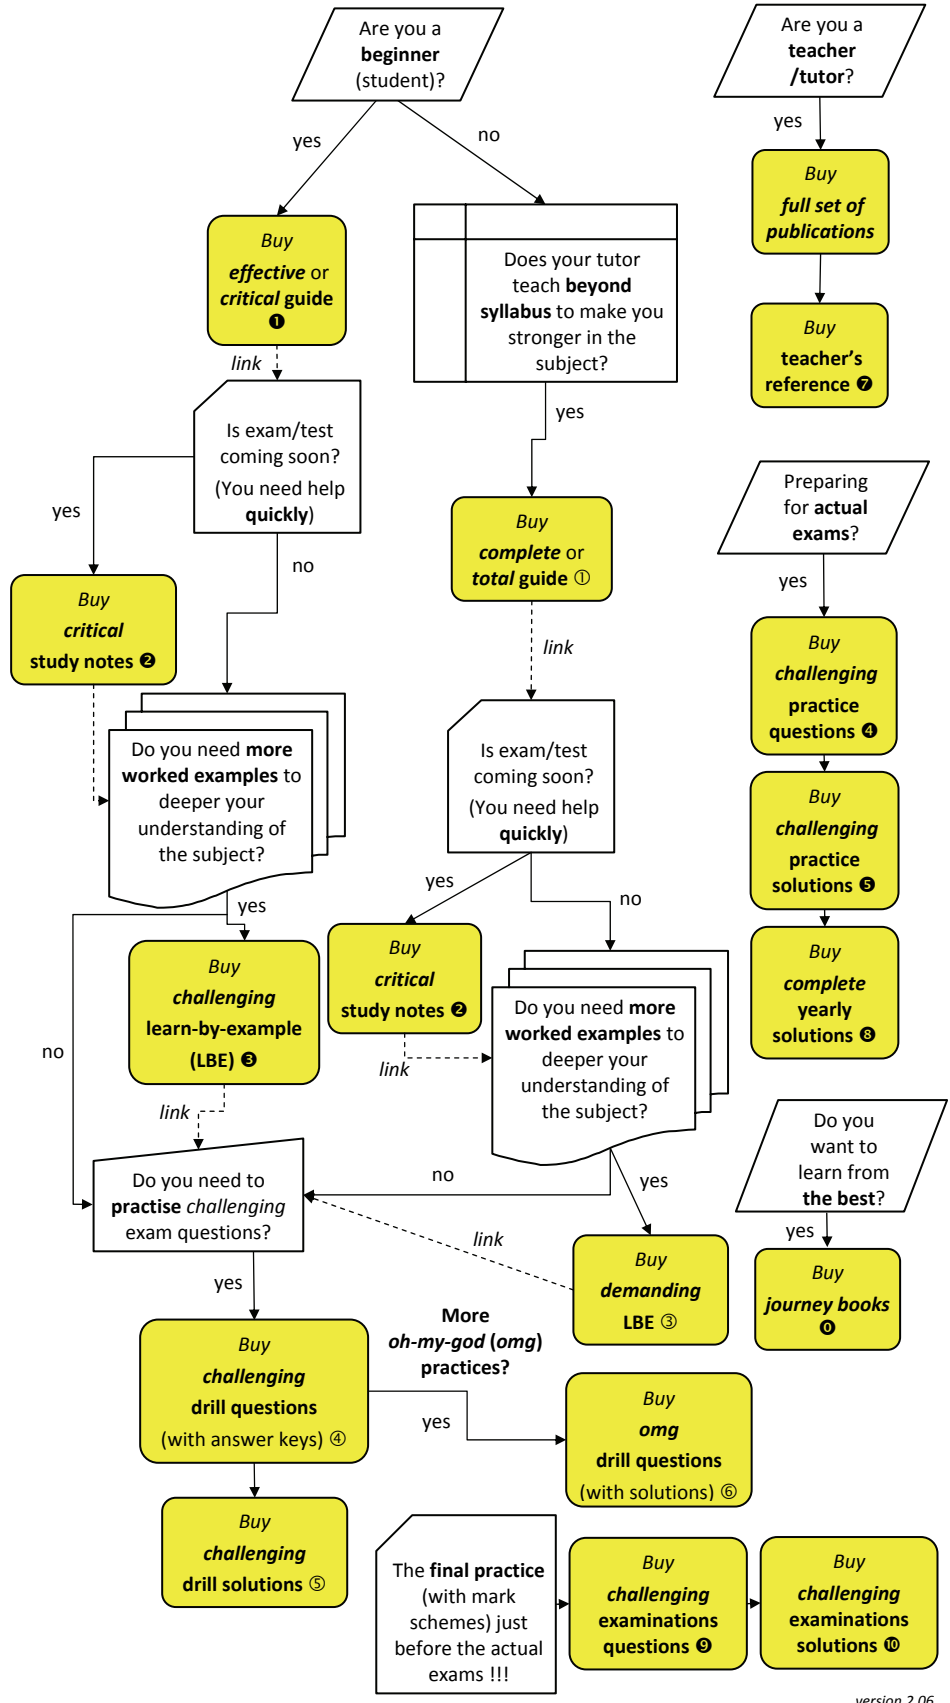 Are you a
beginner
(student)?
yes
no
Buy
effective or
critical guide
❶
link
Is exam/test
coming soon?
(You need help
quickly)
yes
no
Buy
critical
study notes ❷
Do you need more
worked examples to
deeper your
understanding of
the subject?
yes
no
Buy
challenging
learn-by-example
(LBE) ❸
link
Does your tutor
teach beyond
syllabus to make you
stronger in the
subject?
yes
Buy
complete or
total guide ①
link
Is exam/test
coming soon?
(You need help
quickly)
yes
no
Buy
critical
study notes ❷
link
Do you need more
worked examples to
deeper your
understanding of
the subject?
no
yes
Buy
demanding
LBE ③
link
Do you need to
practise challenging
exam questions?
yes
Buy
challenging
drill questions
(with answer keys) ④
Buy
challenging
drill solutions ⑤
More
oh-my-god (omg)
practices?
yes
Buy
omg
drill questions
(with solutions) ⑥
Are you a
teacher
/tutor?
yes
Buy
full set of
publications
Buy
teacher’s
reference ❼
Preparing
for actual
exams?
yes
Buy
challenging
practice
questions ❹
Buy
challenging
practice
solutions ❺
Buy
complete
yearly
solutions ❽
Do you
want to
learn from
the best?
yes
Buy
journey books
⓿
The final practice
(with mark
schemes) just
before the actual
exams !!!
Buy
challenging
examinations
questions ❾
Buy
challenging
examinations
solutions ❿
version 2.06